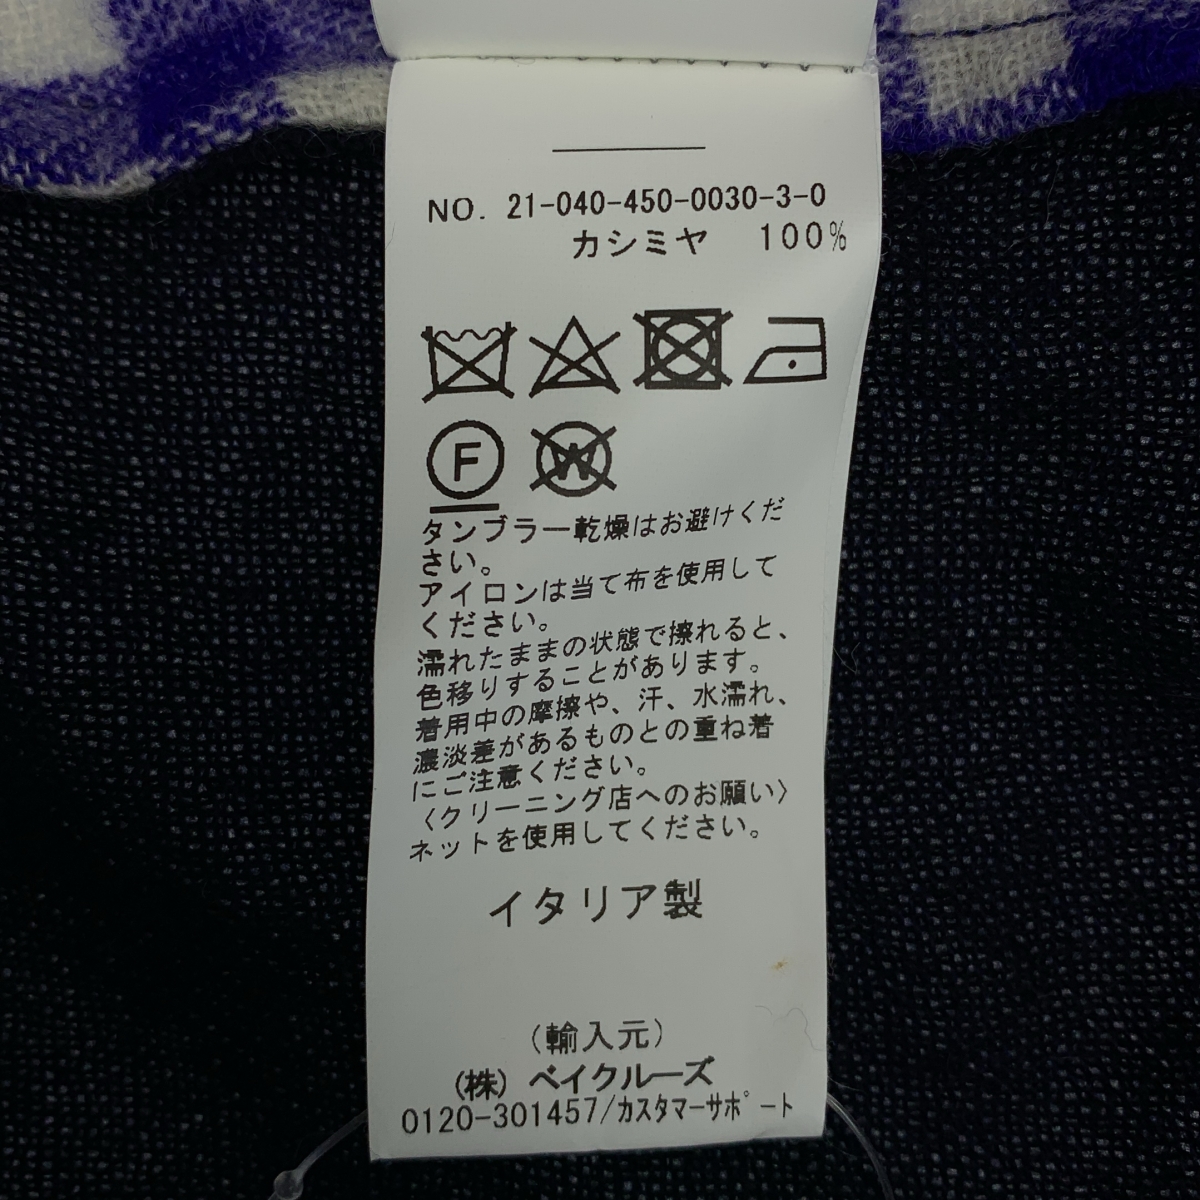 NO. 21-040-450-0030-3-0
カシミヤ 100%
F W
タンブラー乾燥はお避けくだ
さい。
アイロンは当て布を使用して
ください。
濡れたままの状態で擦れると、
色移りすることがあります。
着用中の摩擦や、汗、水濡れ、
濃淡差があるものとの重ね着
にご注意ください。
〈クリーニング店へのお願い〉
ネットを使用してください。
イタリア製
(輸入元)
(株) ベイクルーズ
0120-301457/カスタマーサポート